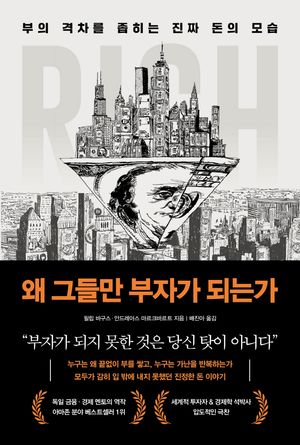 부의 격차를 좁히는 진짜 돈의 모습
RICH
왜 그들만 부자가 되는가
필립 바구스·안드레아스 마르크바르트 지음 | 배진아 옮김
“부자가 되지 못한 것은 당신 탓이 아니다”
누구는 왜 끝없이 부를 쌓고, 누구는 가난을 반복하는가
모두가 감히 입 밖에 내지 못했던 진정한 돈 이야기
독일 금융·경제 멘토의 역작
아마존 분야 베스트셀러 1위
세계적 투자자 & 경제학 석박사
압도적인 극찬